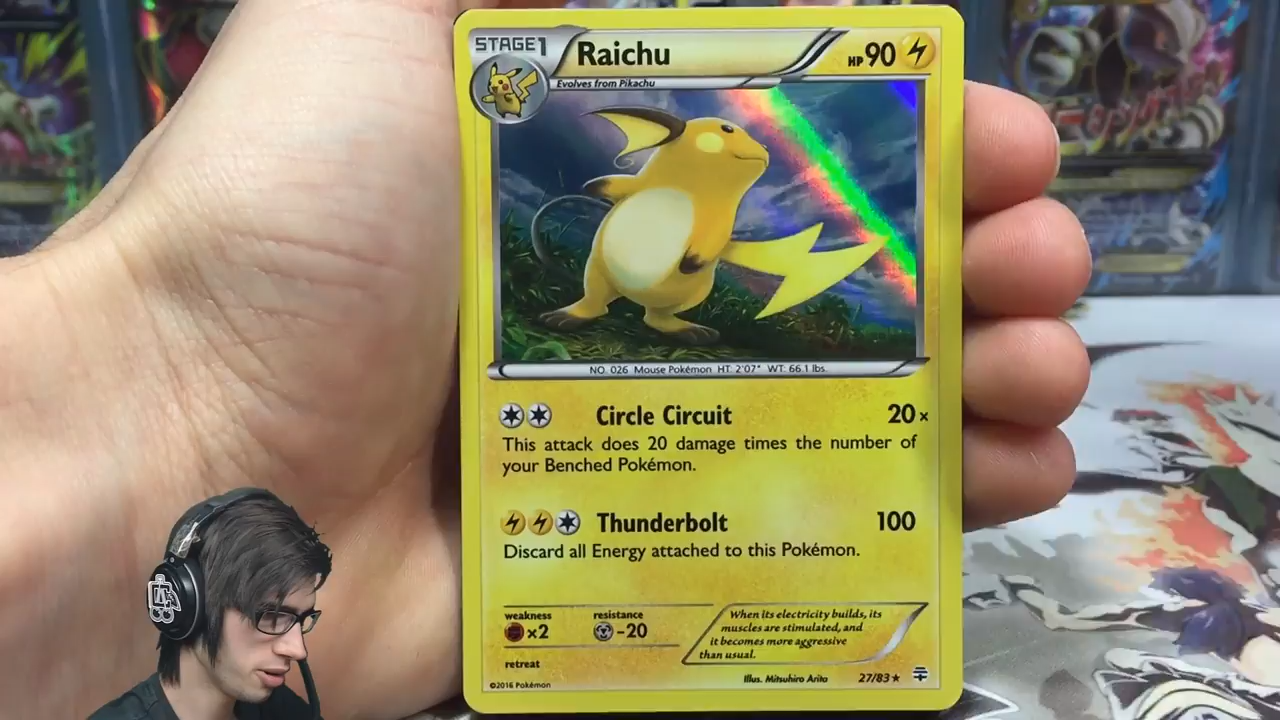 STAGE1
Raichu
HP90
Evolves from Pikachu
NO. 026 Mouse Pokémon HT: 2'07" WT: 66.1 lbs.
Circle Circuit 20×
This attack does 20 damage times the number of
your Benched Pokémon.
Thunderbolt 100
Discard all Energy attached to this Pokémon.
weakness resistance
×2 -20
retreat
When its electricity builds, its
muscles are stimulated, and
it becomes more aggressive
than usual.
©2016 Pokémon Illus. Mitsuhiro Arita 27/83★